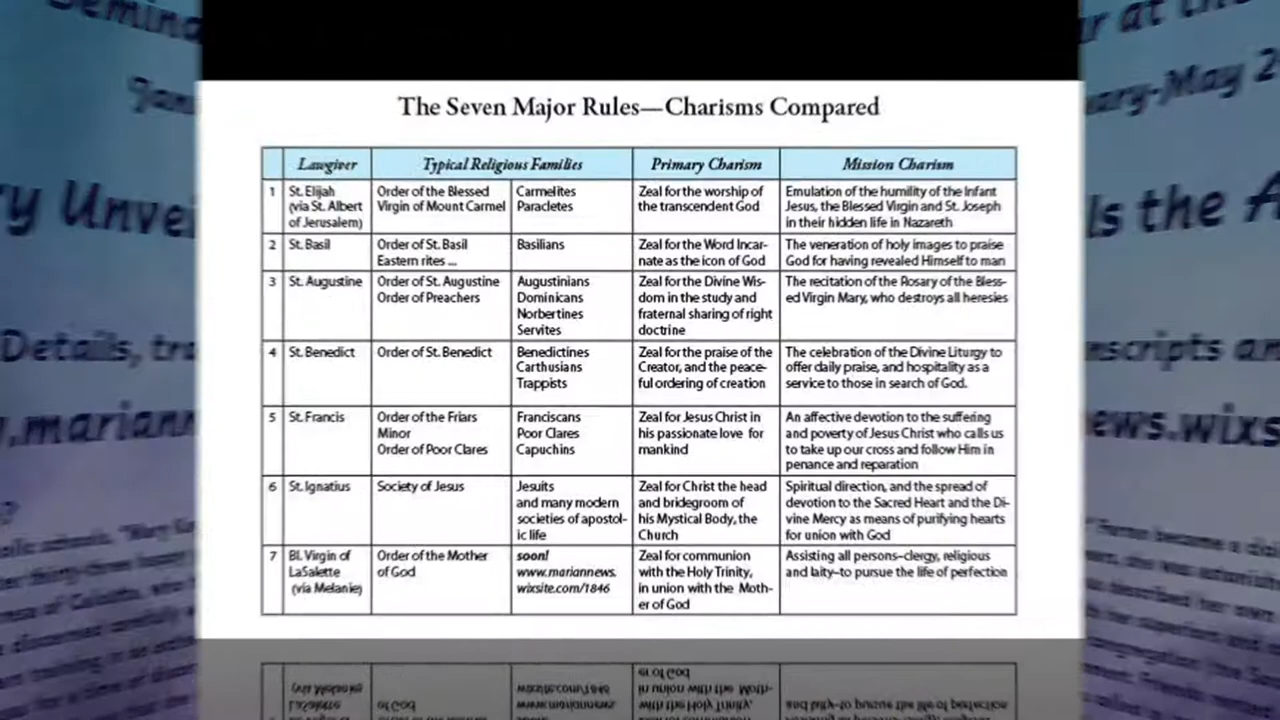 Semin
r at th
ary-May 2
ry Unvei
ls the A
Details, tra
nscripts an
.mariann
ews.wixs
The Seven Major Rules—Charisms Compared
Lawgiver Typical Religious Families Primary Charism Mission Charism
1 St. Elijah Order of the Blessed Carmelites Zeal for the worship of Emulation of the humility of the Infant
(via St. Albert Virgin of Mount Carmel Paracletes the transcendent God Jesus, the Blessed Virgin and St. Joseph
of Jerusalem) in their hidden life in Nazareth
2 St. Basil Order of St. Basil Basilians Zeal for the Word Incar- The veneration of holy images to praise
Eastern rites ... nate as the icon of God God for having revealed Himself to man
3 St. Augustine Order of St. Augustine Augustinians Zeal for the Divine Wis- The recitation of the Rosary of the Bless-
Order of Preachers Dominicans dom in the study and ed Virgin Mary, who destroys all heresies
Norbertines fraternal sharing of right
Servites doctrine
4 St. Benedict Order of St. Benedict Benedictines Zeal for the praise of the The celebration of the Divine Liturgy to
Carthusians Creator, and the peace- offer daily praise, and hospitality as a
Trappists ful ordering of creation service to those in search of God.
5 St. Francis Order of the Friars Franciscans Zeal for Jesus Christ in An affective devotion to the suffering
Minor Poor Clares his passionate love for and poverty of Jesus Christ who calls us
Order of Poor Clares Capuchins mankind to take up our cross and follow Him in
penance and reparation
6 St. Ignatius Society of Jesus Jesuits Zeal for Christ the head Spiritual direction, and the spread of
and many modern and bridegroom of devotion to the Sacred Heart and the Di-
societies of apostol- his Mystical Body, the vine Mercy as means of purifying hearts
ic life Church for union with God
7 Bl. Virgin of Order of the Mother soon! Zeal for communion Assisting all persons–clergy, religious
LaSalette of God www.mariannews. with the Holy Trinity, and laity–to pursue the life of perfection
(via Melanie) wixsite.com/1846 in union with the Moth-
er of God